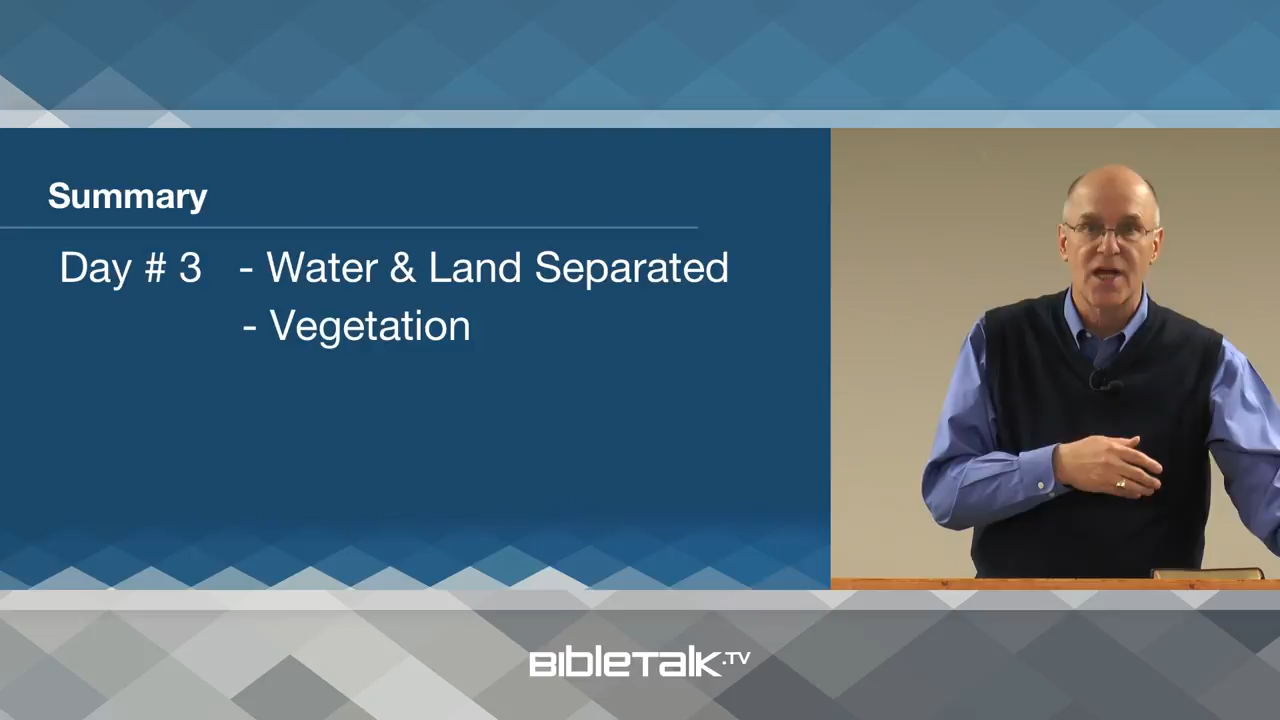 Summary
Day # 3 - Water & Land Separated
- Vegetation
BibleTalk.TV